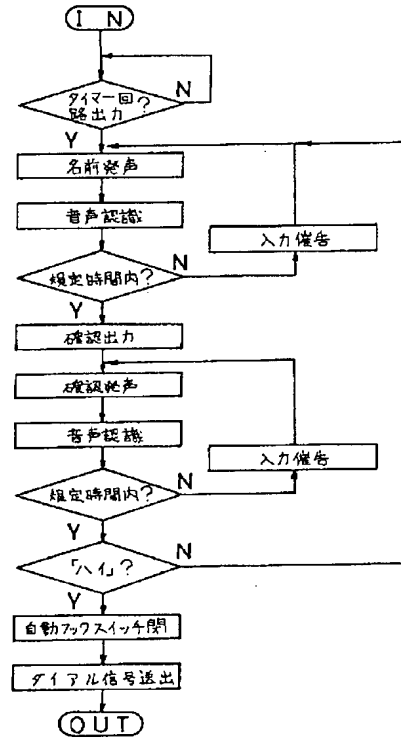 IN
タイマー回
路出力?
N
Y
名前発声
音声認識
入力催告
規定時間内?
N
Y
確認出力
確認発声
音声認識
入力催告
規定時間内?
N
Y
「ハイ」?
N
Y
自動フックスイッチ閉
ダイアル信号送出
OUT